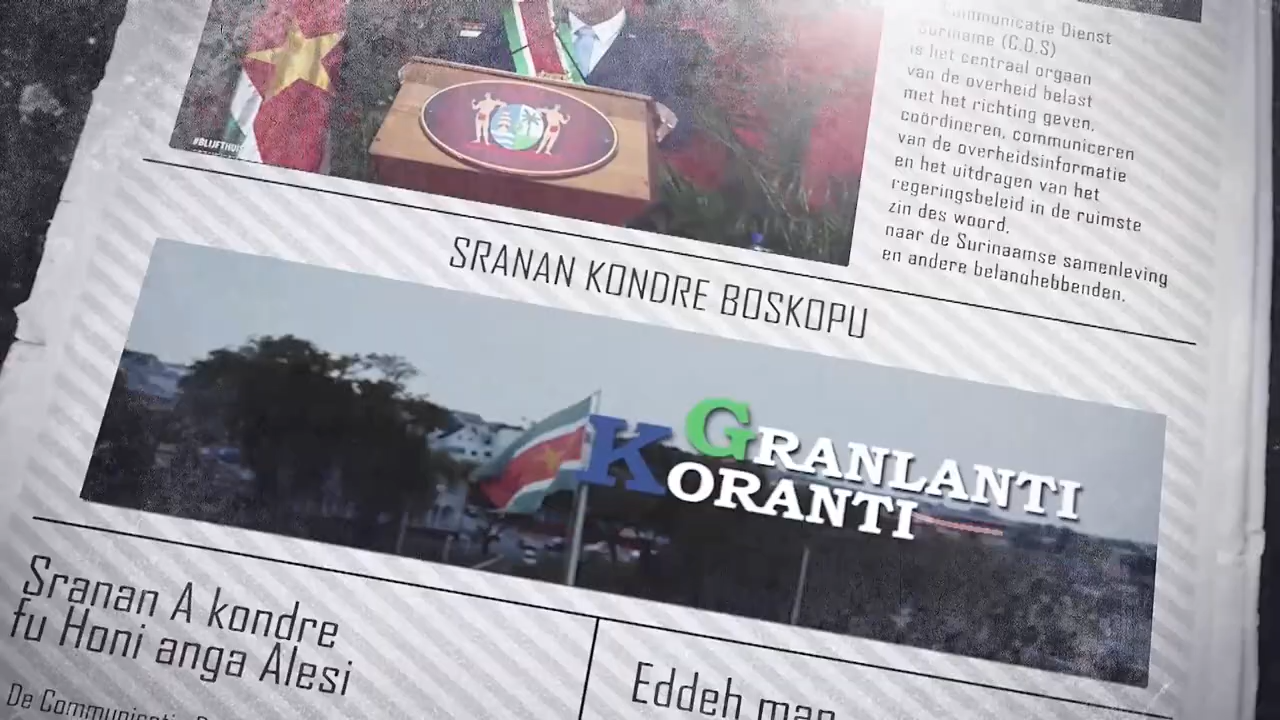 #BLIJFTHUIS
Communicatie Dienst
Suriname (C.D.S)
is het centraal orgaan
van de overheid belast
met het richting geven,
coördineren, communiceren
van de overheidsinformatie
en het uitdragen van het
regeringsbeleid in de ruimste
zin des woord.
naar de Surinaamse samenleving
en andere belanghebbenden.
SRANAN KONDRE BOSKOPU
GRANLANTI
KORANTI
Sranan A kondre
fu Honi anga Alesi
Eddeh man
De